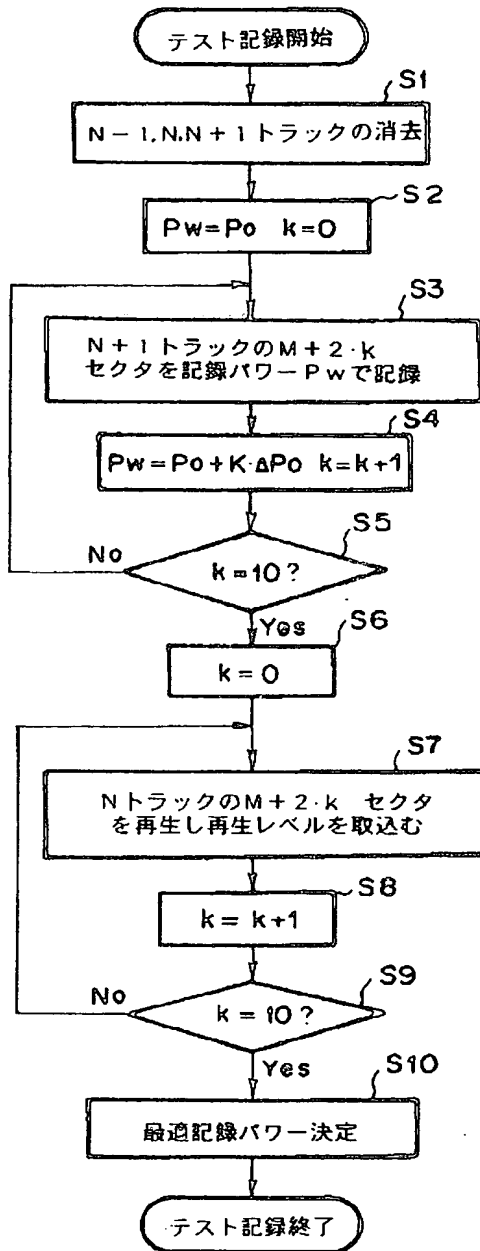 テスト記録開始
S1
N-1,N,N+1トラックの消去
S2
Pw=Po k=0
S3
N+1トラックのM+2·k
セクタを記録パワーPwで記録
S4
Pw=Po+K·ΔPo k=k+1
S5
No
k=10?
Yes
S6
k=0
S7
NトラックのM+2·k セクタ
を再生し再生レベルを取込む
S8
k=k+1
S9
No
k=10?
Yes
S10
最適記録パワー決定
テスト記録終了